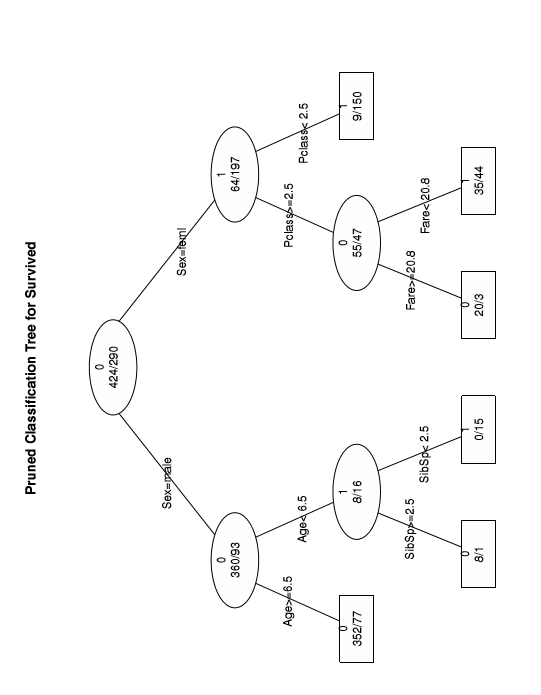 Pruned Classification Tree for Survived
0
424/290
Sex=male
Sex=feml
0
360/93
1
64/197
Age>=6.5
Age< 6.5
Pclass>=2.5
Pclass< 2.5
0
352/77
1
8/16
0
55/47
1
9/150
SibSp>=2.5
SibSp< 2.5
Fare>=20.8
Fare< 20.8
0
8/1
1
0/15
0
20/3
1
35/44